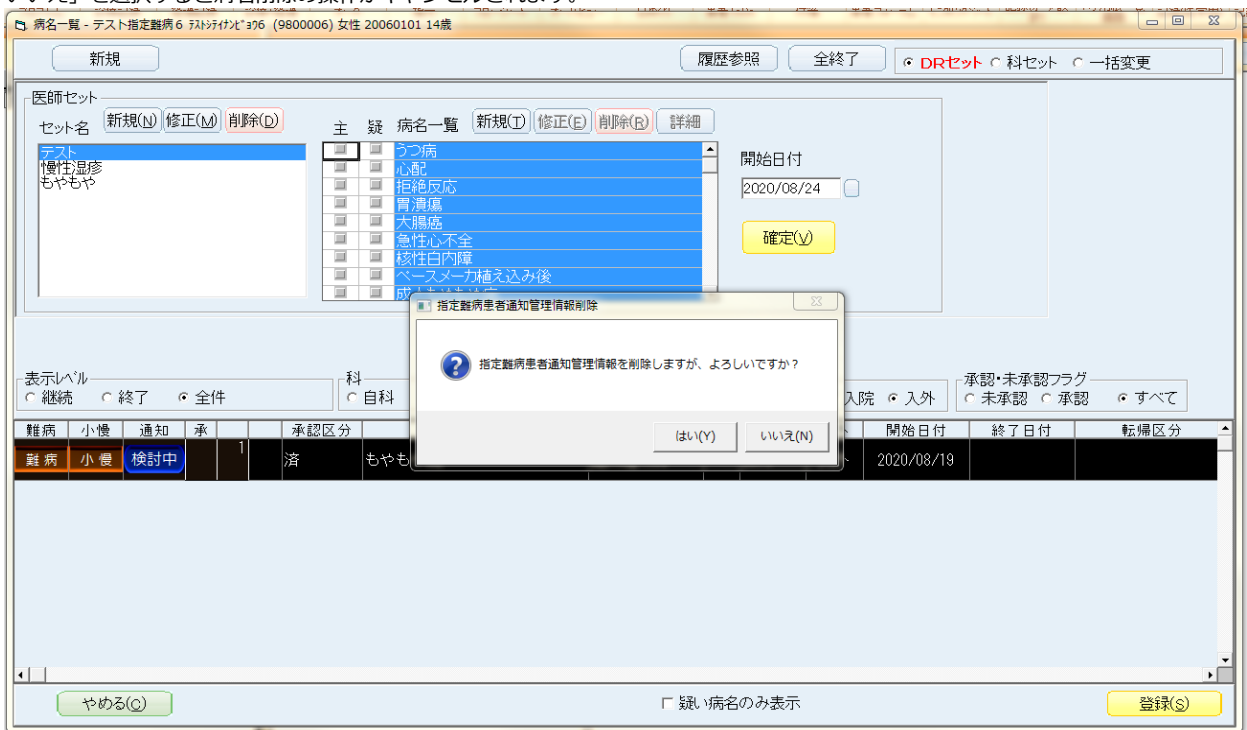 病名一覧 - テスト指定難病6 ﾃｽﾄｼﾃｲﾅﾝﾋﾞｮｳ6 (9800006) 女性 20060101 14歳
新規 履歴参照 全終了 DRセット 科セット 一括変更
医師セット
セット名 新規(N) 修正(M) 削除(D) 主 疑 病名一覧 新規(T) 修正(E) 削除(R) 詳細
テスト
慢性湿疹
もやもや
うつ病
心配
拒絶反応
胃潰瘍
大腸癌
急性心不全
核性白内障
ペースメーカ植え込み後
開始日付
2020/08/24
確定(V)
指定難病患者通知管理情報削除
指定難病患者通知管理情報を削除しますが、よろしいですか?
はい(Y) いいえ(N)
表示レベル 科 承認・未承認フラグ
継続 終了 全件 自科 入院 入外 未承認 承認 すべて
難病 小慢 通知 承 承認区分 開始日付 終了日付 転帰区分
難病 小慢 検討中 1 済 もやも 2020/08/19
やめる(C) 疑い病名のみ表示 登録(S)